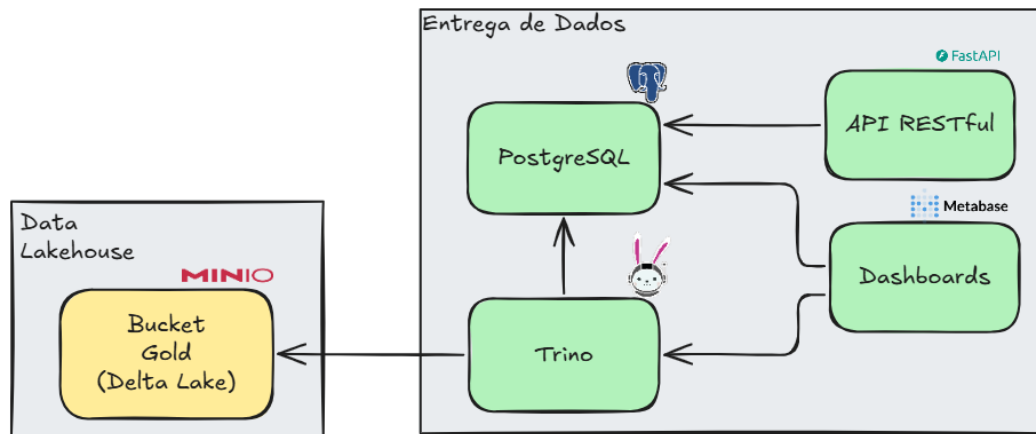 Entrega de Dados
FastAPI
API RESTful
PostgreSQL
Metabase
Dashboards
Trino
Data
Lakehouse
MINIO
Bucket
Gold
(Delta Lake)